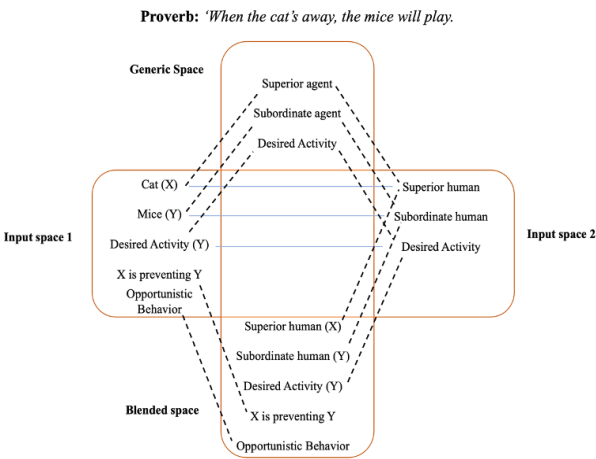 Proverb: ‘When the cat’s away, the mice will play.
Generic Space
Superior agent
Subordinate agent
Desired Activity
Cat (X)
Superior human
Mice (Y)
Subordinate human
Input space 1
Desired Activity (Y)
Desired Activity
Input space 2
X is preventing Y
Opportunistic
Behavior
Superior human (X)
Subordinate human (Y)
Desired Activity (Y)
Blended space
X is preventing Y
Opportunistic Behavior